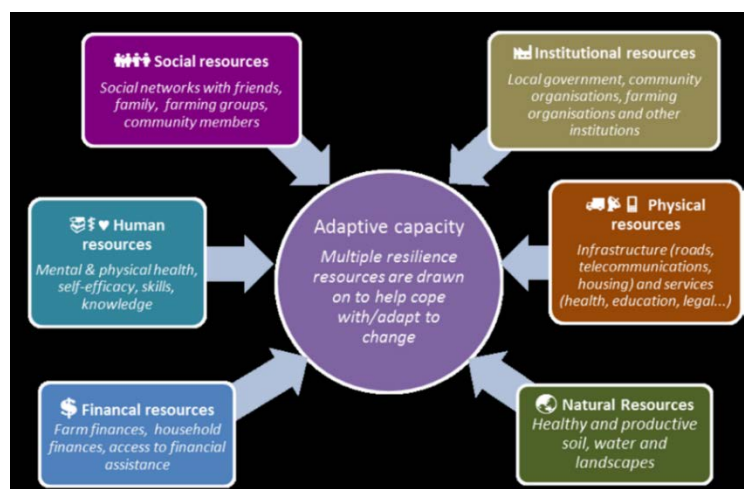 Social resources
Social networks with friends,
family, farming groups,
community members
Institutional resources
Local government, community
organisations, farming
organisations and other
institutions
Human
resources
Mental & physical health,
self-efficacy, skills,
knowledge
Adaptive capacity
Multiple resilience
resources are drawn
on to help cope
with/adapt to
change
Physical
resources
Infrastructure (roads,
telecommunications,
housing) and services
(health, education, legal...)
$ Financal resources
Farm finances, household
finances, access to financial
assistance
Natural Resources
Healthy and productive
soil, water and
landscapes